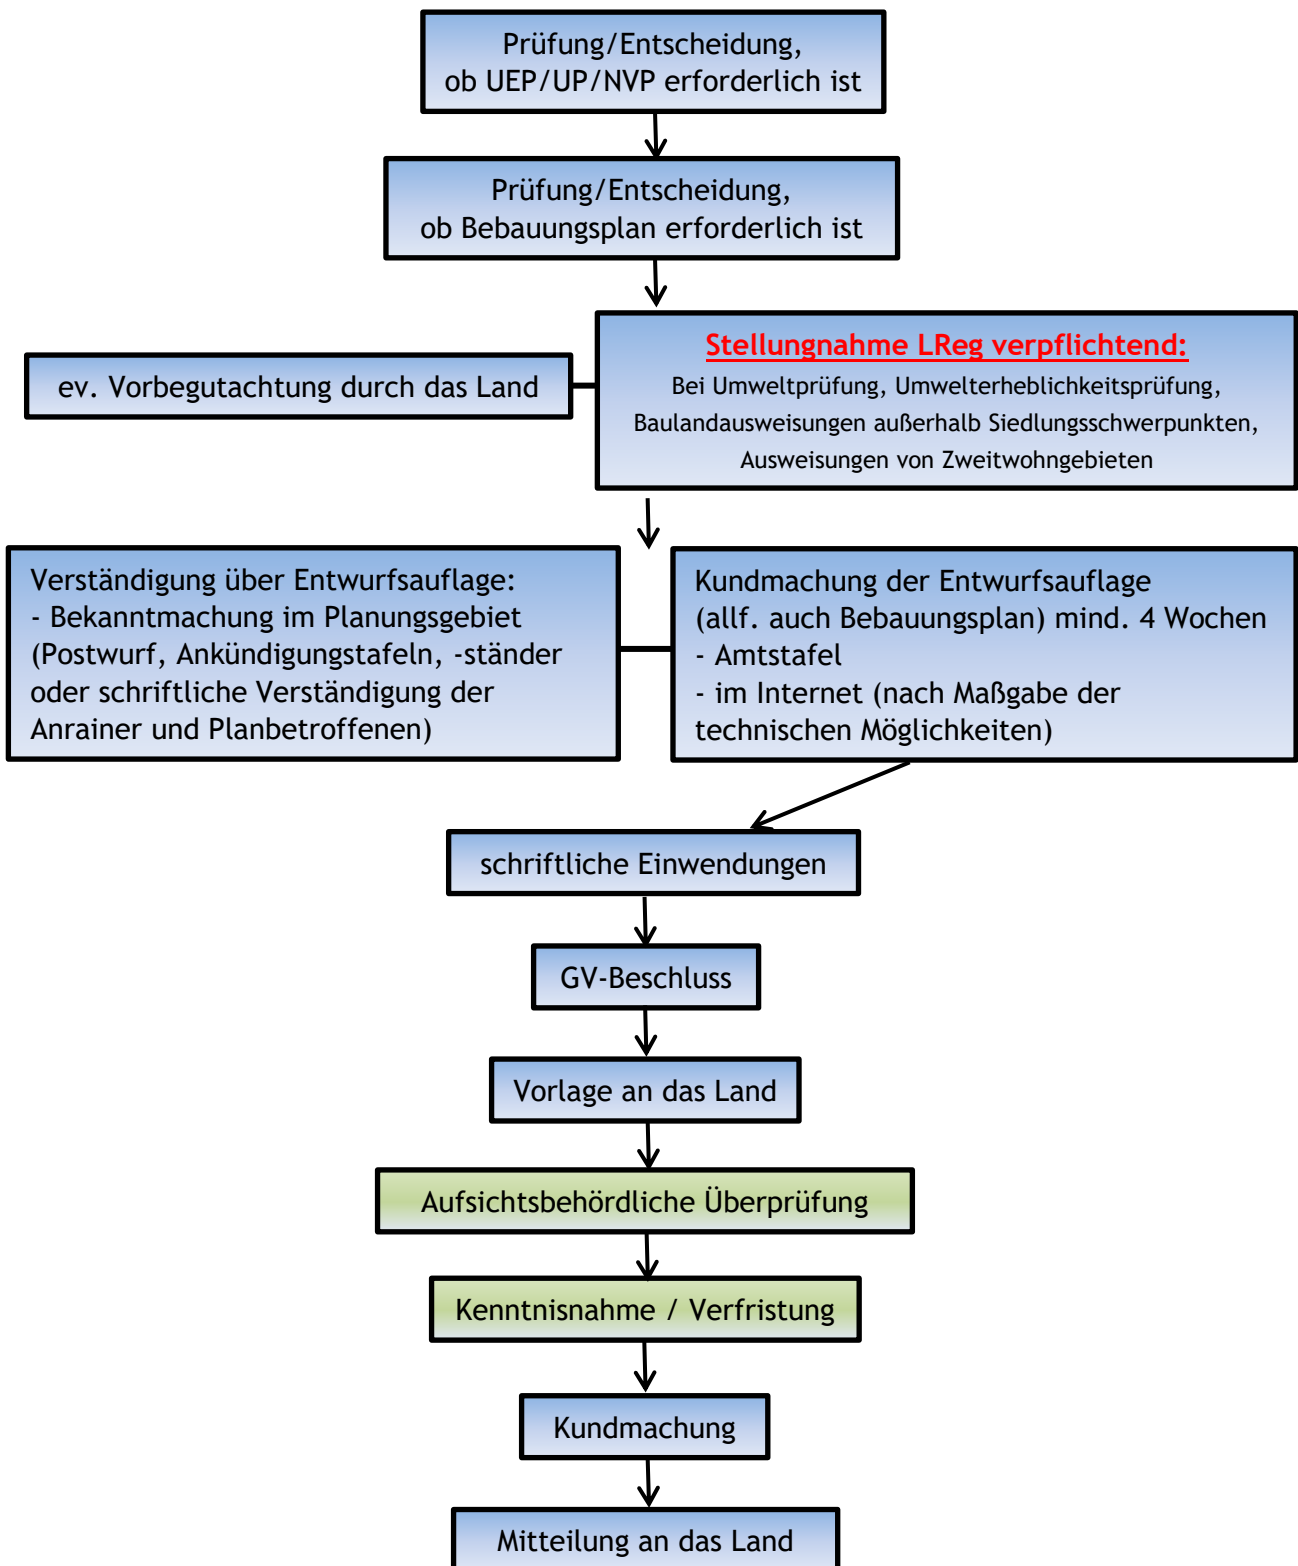 Prüfung/Entscheidung,
ob UEP/UP/NVP erforderlich ist
Prüfung/Entscheidung,
ob Bebauungsplan erforderlich ist
ev. Vorbegutachtung durch das Land
Stellungnahme LReg verpflichtend:
Bei Umweltprüfung, Umwelterheblichkeitsprüfung,
Baulandausweisungen außerhalb Siedlungsschwerpunkten,
Ausweisungen von Zweitwohngebieten
Verständigung über Entwurfsauflage:
- Bekanntmachung im Planungsgebiet
(Postwurf, Ankündigungstafeln, -ständer
oder schriftliche Verständigung der
Anrainer und Planbetroffenen)
Kundmachung der Entwurfsauflage
(allf. auch Bebauungsplan) mind. 4 Wochen
- Amtstafel
- im Internet (nach Maßgabe der
technischen Möglichkeiten)
schriftliche Einwendungen
GV-Beschluss
Vorlage an das Land
Aufsichtsbehördliche Überprüfung
Kenntnisnahme / Verfristung
Kundmachung
Mitteilung an das Land